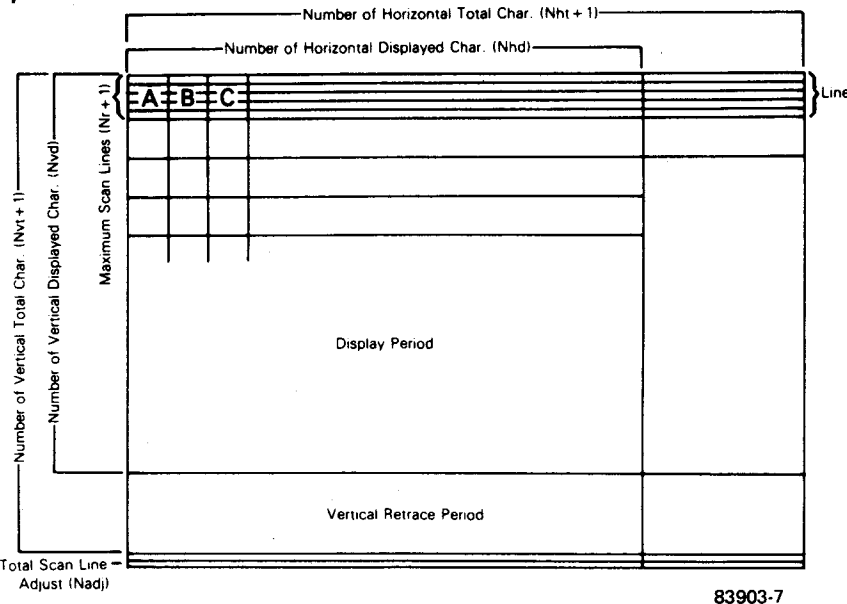 Number of Horizontal Total Char. (Nht + 1)
Number of Horizontal Displayed Char. (Nhd)
Number of Vertical Total Char. (Nvt + 1)
Number of Vertical Displayed Char. (Nvd)
Maximum Scan Lines (Nr + 1)
A B C
Line
Display Period
Vertical Retrace Period
Total Scan Line
Adjust (Nadj)
83903-7